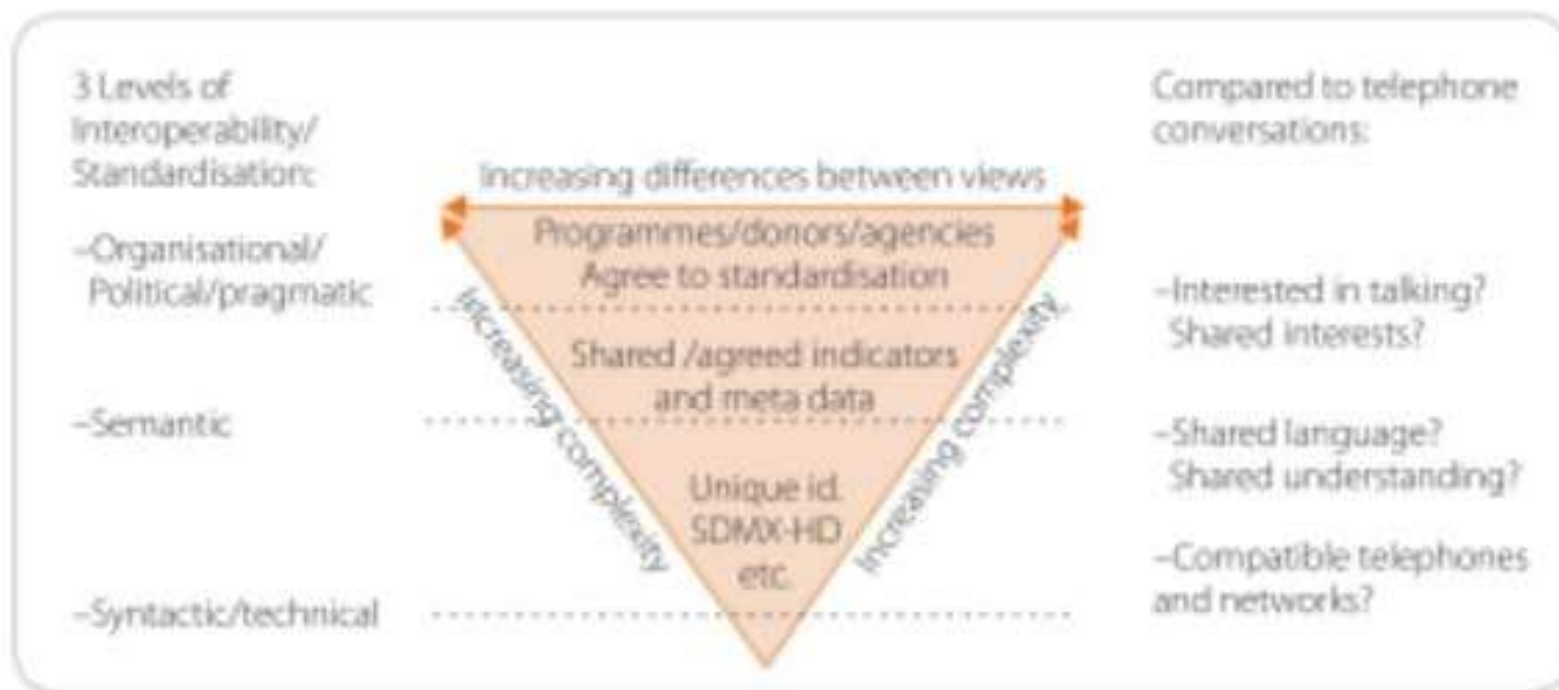 3 Levels of
Interoperability/
Standardisation:
–Organisational/
Political/pragmatic
–Semantic
–Syntactic/technical
Increasing differences between views
Programmes/donors/agencies
Agree to standardisation
Shared /agreed indicators
and meta data
Unique id.
SDMX-HD
etc.
Increasing complexity
Increasing complexity
Compared to telephone
conversations:
–Interested in talking?
Shared interests?
–Shared language?
Shared understanding?
–Compatible telephones
and networks?